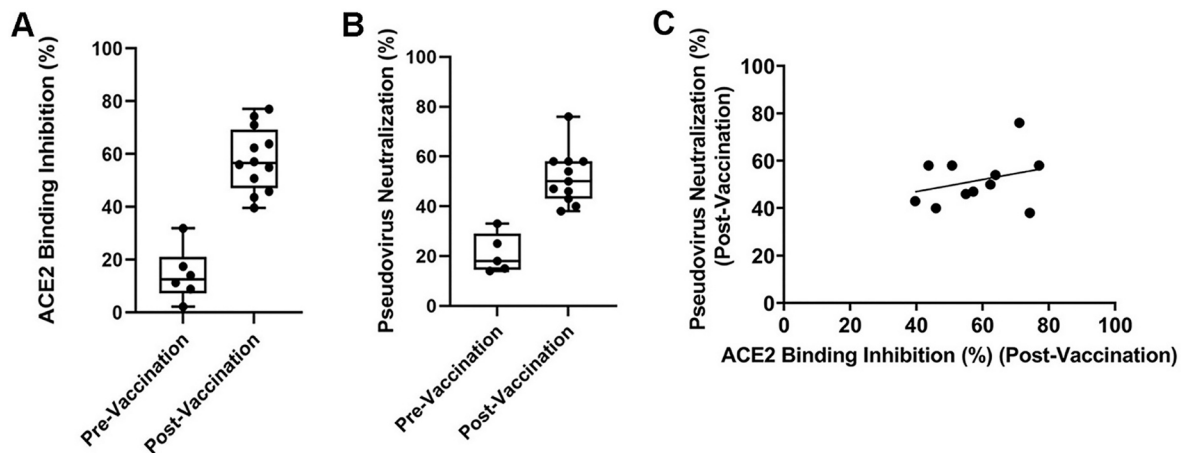 A
ACE2 Binding Inhibition (%)
100
80
60
40
20
0
Pre-Vaccination
Post-Vaccination
B
Pseudovirus Neutralization (%)
100
80
60
40
20
0
Pre-Vaccination
Post-Vaccination
C
Pseudovirus Neutralization (%)
(Post-Vaccination)
100
80
60
40
20
0
0 20 40 60 80 100
ACE2 Binding Inhibition (%) (Post-Vaccination)